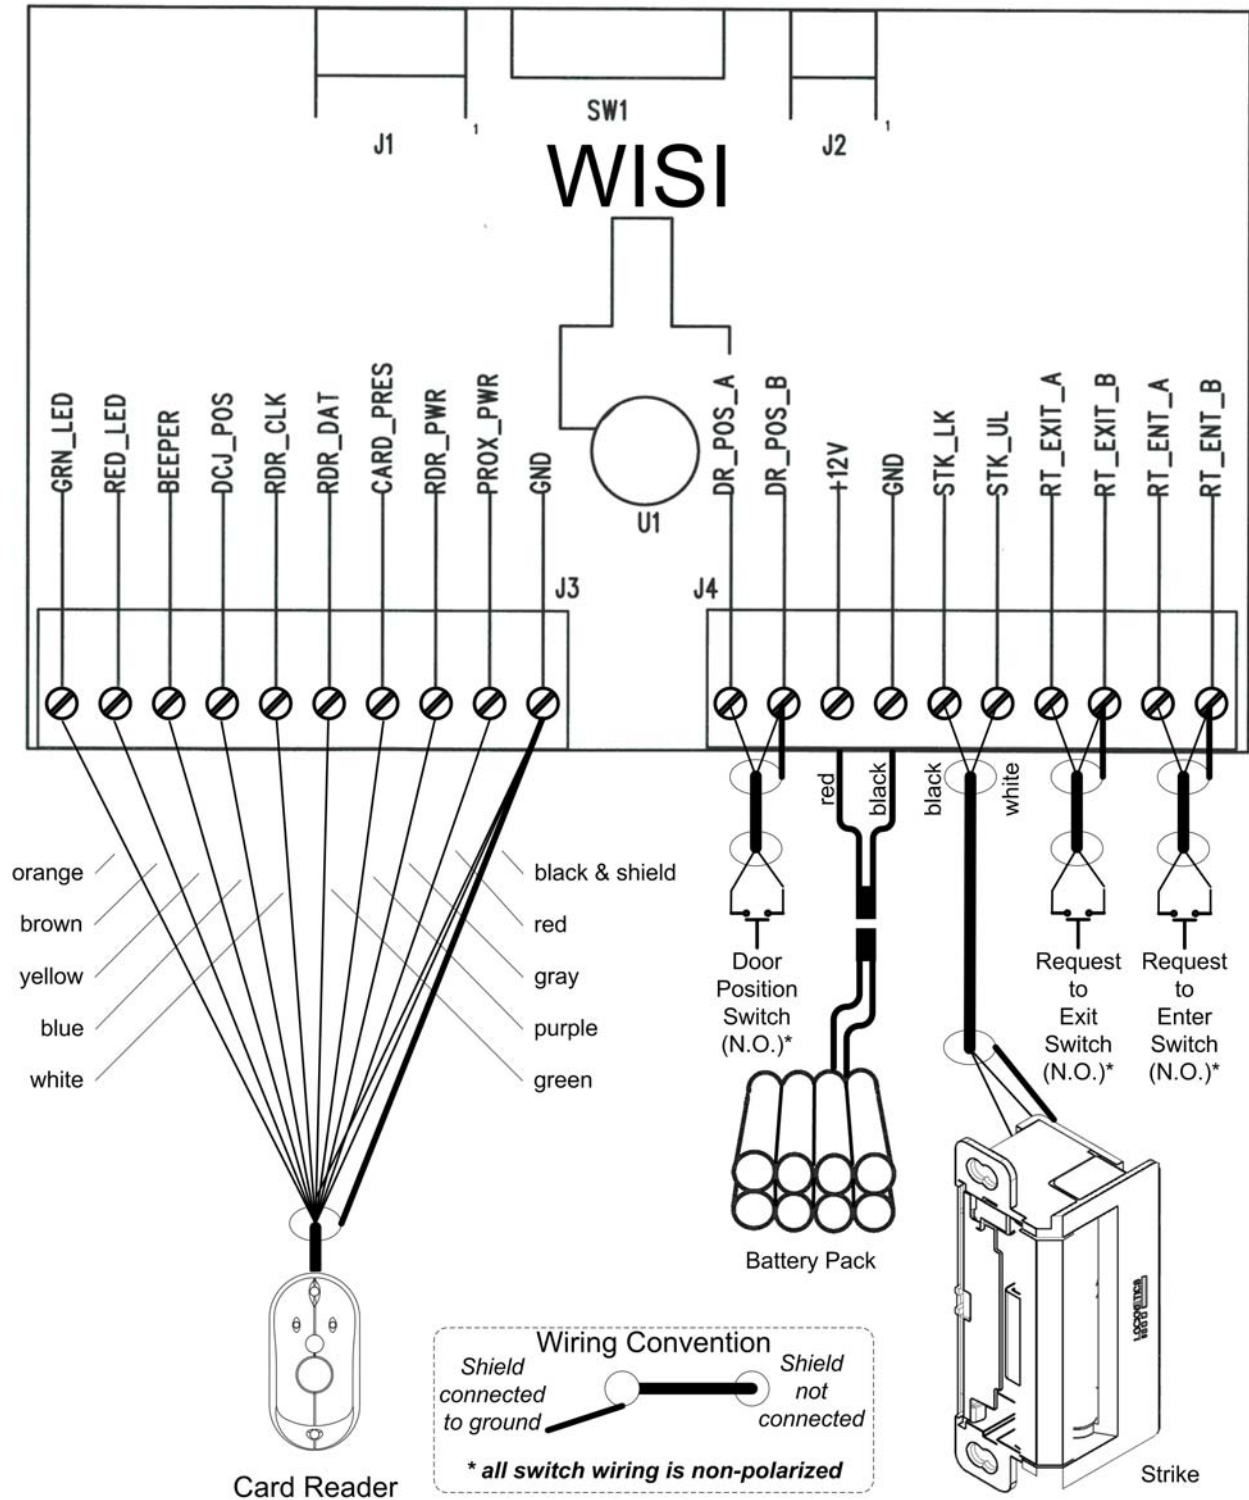 J1
1
SW1
J2
1
WISI
GRN_LED
RED_LED
BEEPER
DCJ_POS
RDR_CLK
RDR_DAT
CARD_PRES
RDR_PWR
PROX_PWR
GND
U1
DR_POS_A
DR_POS_B
+12V
GND
STK_LK
STK_UL
RT_EXIT_A
RT_EXIT_B
RT_ENT_A
RT_ENT_B
J3
J4
red
black
black
white
orange
brown
yellow
blue
white
black & shield
red
gray
purple
green
Door
Position
Switch
(N.O.)*
Request
to
Exit
Switch
(N.O.)*
Request
to
Enter
Switch
(N.O.)*
Battery Pack
Card Reader
Wiring Convention
Shield
connected
to ground
Shield
not
connected
* all switch wiring is non-polarized
Strike